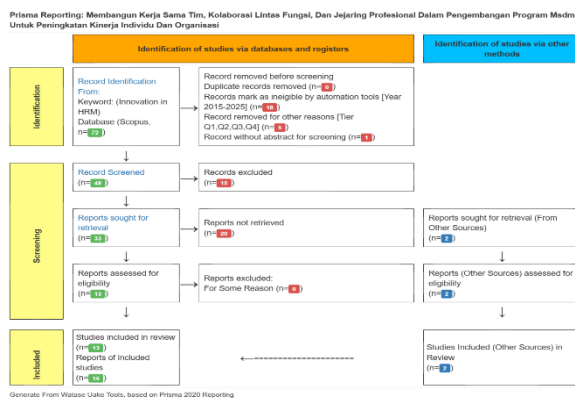 Prisma Reporting: Membangun Kerja Sama Tim, Kolaborasi Lintas Fungsi, Dan Jejaring Profesional Dalam Pengembangan Program Msdm
Untuk Peningkatan Kinerja Individu Dan Organisasi
Identification of studies via databases and registers
Identification of studies via other
methods
Identification
Record Identification
From:
Keyword: (Innovation in
HRM)
Database (Scopus,
n=72)
Record removed before screening
Duplicate records removed (n=0)
Records mark as ineigible by automation tools [Year
2015-2025] (n=18)
Record removed for other reasons [Tier
Q1,Q2,Q3,Q4] (n=5)
Record without abstract for screening (n=1)
Screening
Record Screened
(n=48)
Records excluded
(n=15)
Reports sought for
retrieval
(n=33)
Reports not retrieved
(n=20)
Reports sought for retrieval (From
Other Sources)
(n=2)
Reports assessed for
eligibility
(n=13)
Reports excluded:
For Some Reason (n=0)
Reports (Other Sources) assessed for
eligibility
(n=2)
Included
Studies included in review
(n=13)
Reports of included
studies
(n=15)
Studies Included (Other Sources) in
Review
(n=2)
Generate From Watase Uake Tools, based on Prisma 2020 Reporting